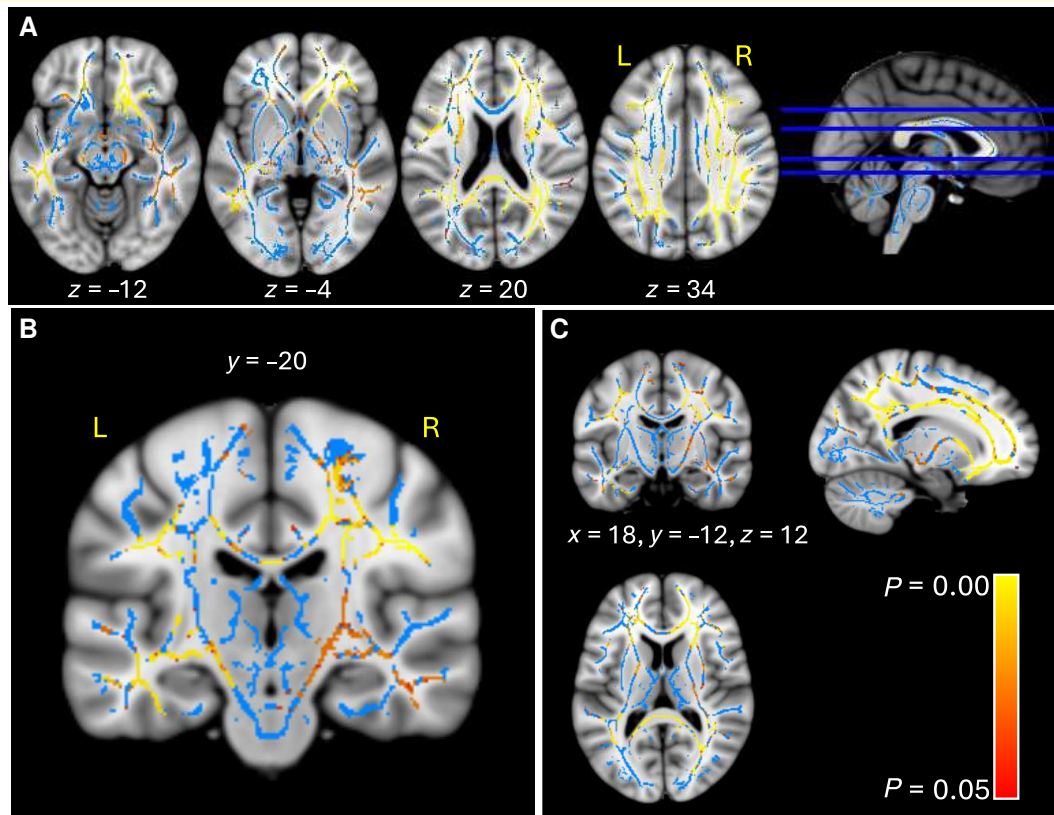 A
L R
z = –12 z = –4 z = 20 z = 34
B
y = –20
L R
C
x = 18, y = –12, z = 12
P = 0.00
P = 0.05